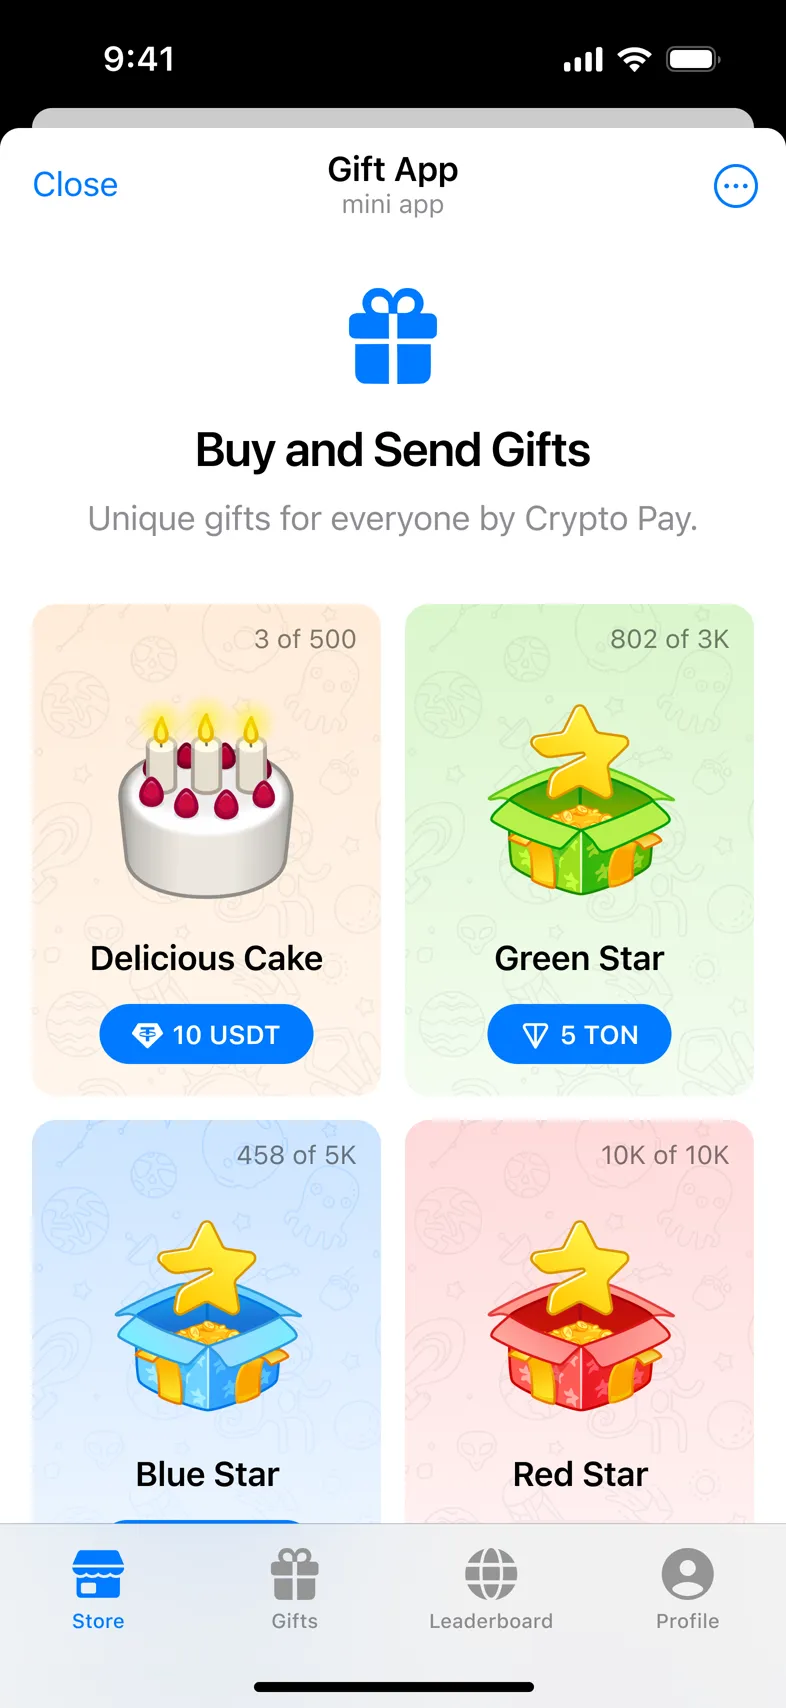 9:41
Close
Gift App
mini app
Buy and Send Gifts
Unique gifts for everyone by Crypto Pay.
3 of 500
Delicious Cake
10 USDT
802 of 3K
Green Star
5 TON
458 of 5K
Blue Star
10K of 10K
Red Star
Store
Gifts
Leaderboard
Profile